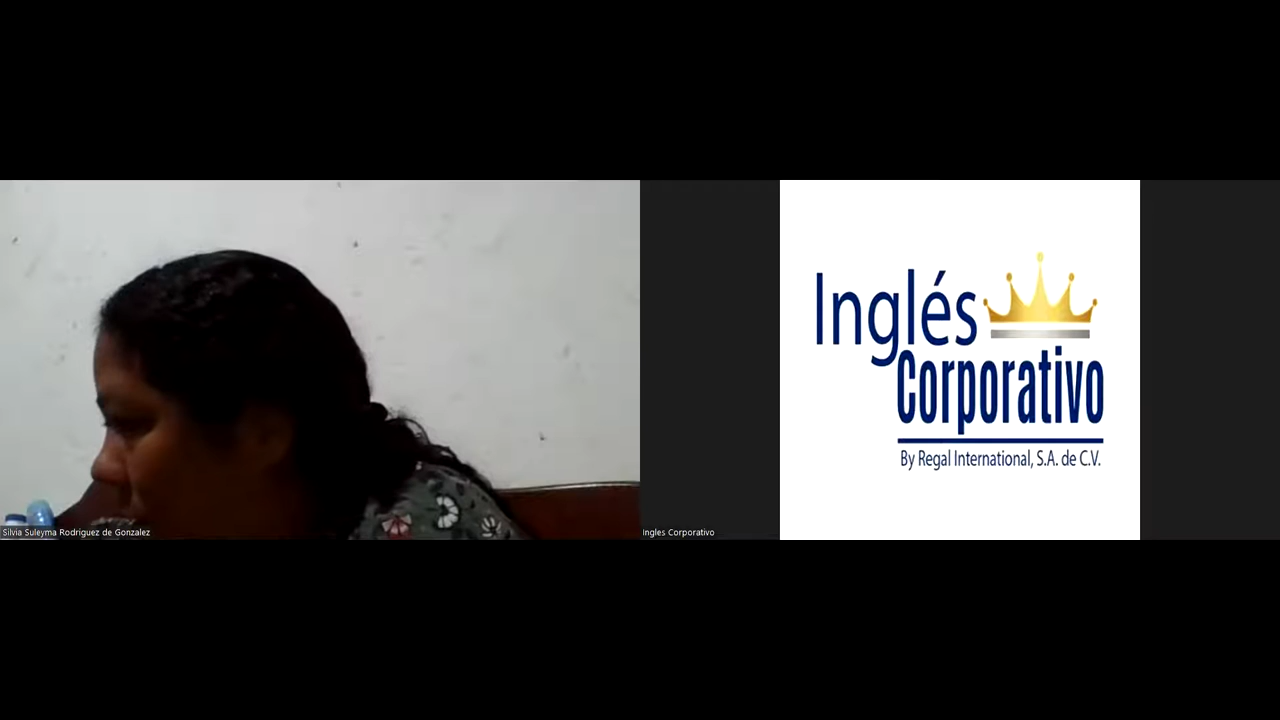 Inglés
Corporativo
By Regal International, S.A. de C.V.
Silvia Suleyma Rodriguez de Gonzalez
Ingles Corporativo